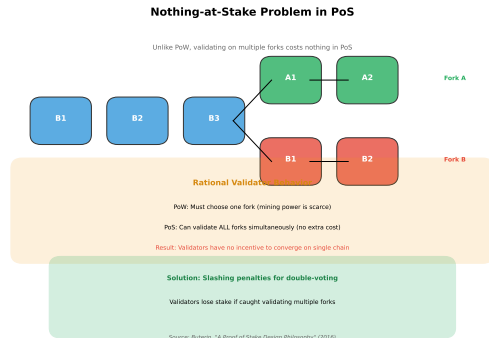 Nothing-at-Stake Problem in PoS
Unlike PoW, validating on multiple forks costs nothing in PoS
A1 A2 Fork A
B1 B2 B3
B1 B2 Fork B
Rational Validator
PoW: Must choose one fork (mining power is scarce)
PoS: Can validate ALL forks simultaneously (no extra cost)
Result: Validators have no incentive to converge on single chain
Solution: Slashing penalties for double-voting
Validators lose stake if caught validating multiple forks
Source: Buterin, "A Proof of Stake Design Philosophy" (2016)